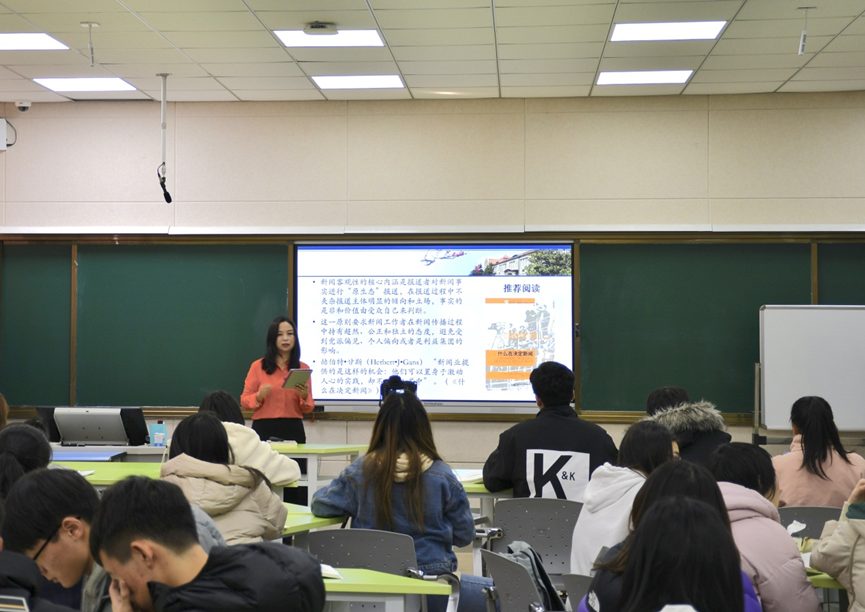 新闻客观性的核心内涵是报道者对新闻事
实进行“原生态”报道，在报道过程中不
夹杂报道主体明显的倾向和立场，事实的
是非和价值由受众自己来判断。
这一原则要求新闻工作者在新闻传播过程
中持有超然、公正和独立的态度，避免受
到党派偏见、个人偏向或者是利益集团的
影响。
赫伯特•甘斯（Herbert•J•Gans）“新闻业提
供的是这样的机会：他们可以置身于激动
人心的实践，却不
”。（《什
么在决定新闻》
推荐阅读
什么在决定新闻
K&K